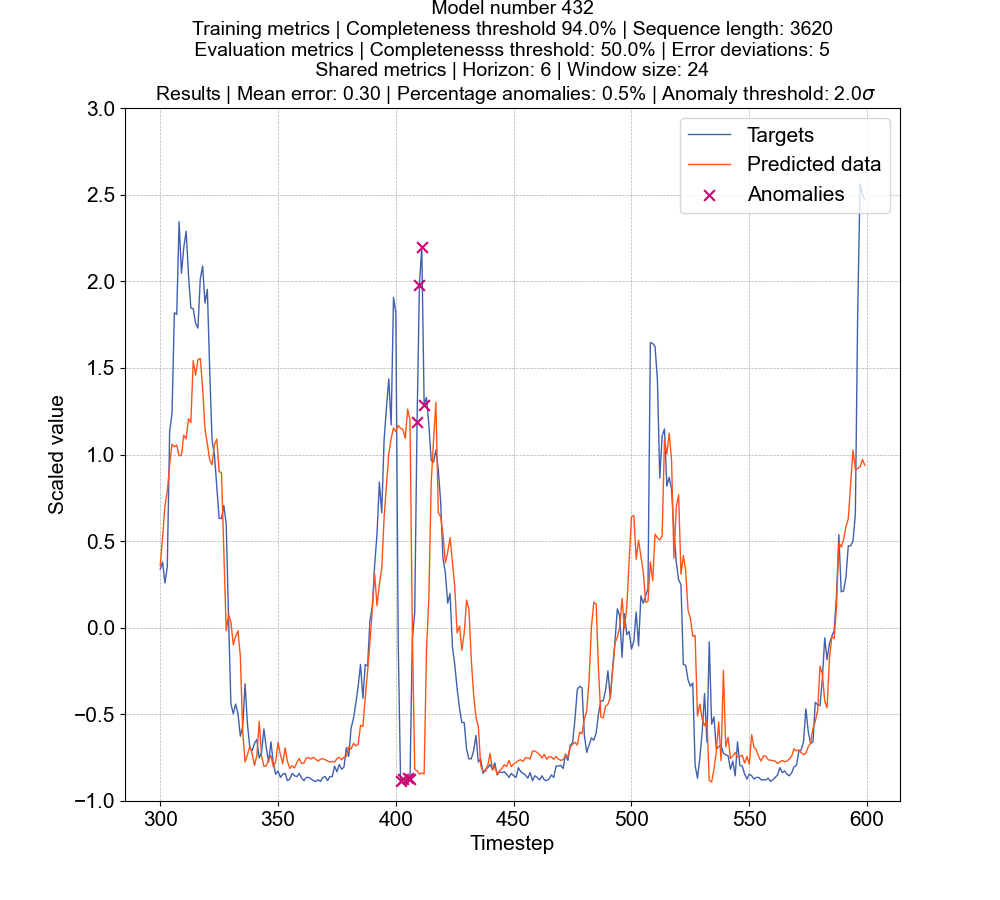 Model number 432
Training metrics | Completeness threshold 94.0% | Sequence length: 3620
Evaluation metrics | Completenesss threshold: 50.0% | Error deviations: 5
Shared metrics | Horizon: 6 | Window size: 24
Results | Mean error: 0.30 | Percentage anomalies: 0.5% | Anomaly threshold: 2.0σ
Targets
Predicted data
Anomalies
Scaled value
3.0
2.5
2.0
1.5
1.0
0.5
0.0
−0.5
−1.0
300
350
400
450
500
550
600
Timestep